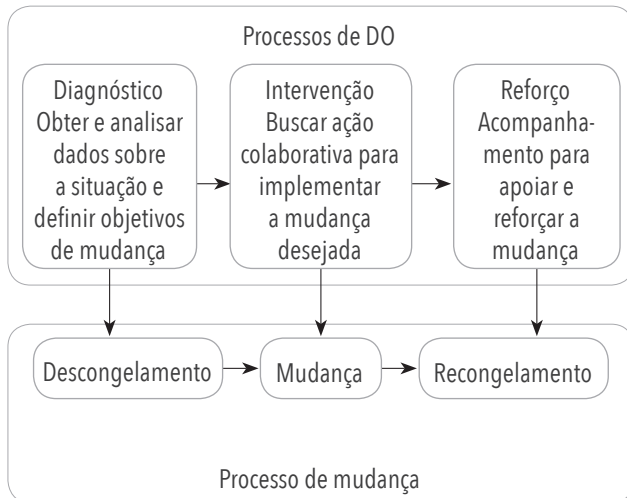 Processos de DO
Diagnóstico
Obter e analisar
dados sobre
a situação e
definir objetivos
de mudança
Intervenção
Buscar ação
colaborativa para
implementar
a mudança
desejada
Reforço
Acompanha-
mento para
apoiar e
reforçar a
mudança
Descongelamento
Mudança
Recongelamento
Processo de mudança